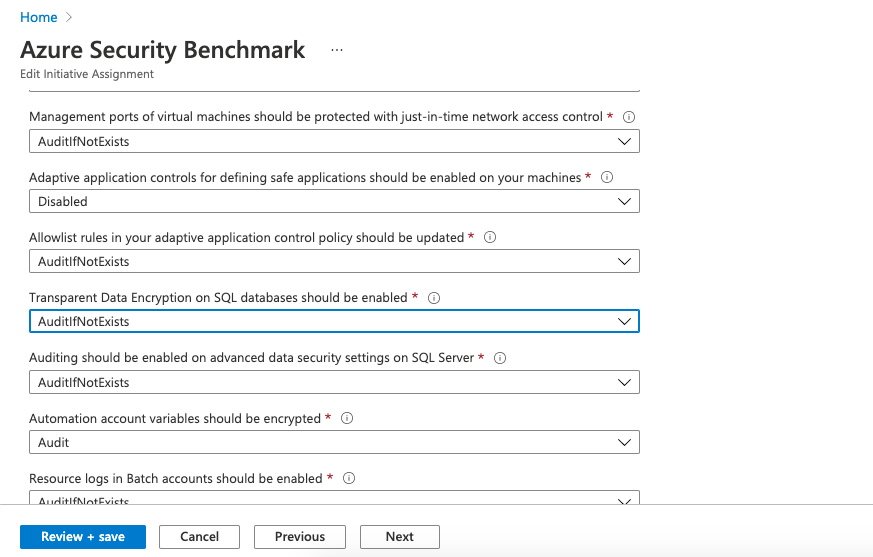 Home
Azure Security Benchmark ...
Edit Initiative Assignment
Management ports of virtual machines should be protected with just-in-time network access control *
AuditIfNotExists
Adaptive application controls for defining safe applications should be enabled on your machines *
Disabled
Allowlist rules in your adaptive application control policy should be updated *
AuditIfNotExists
Transparent Data Encryption on SQL databases should be enabled *
AuditIfNotExists
Auditing should be enabled on advanced data security settings on SQL Server *
AuditIfNotExists
Automation account variables should be encrypted *
Audit
Resource logs in Batch accounts should be enabled *
AuditIfNotExists
Review + save Cancel Previous Next